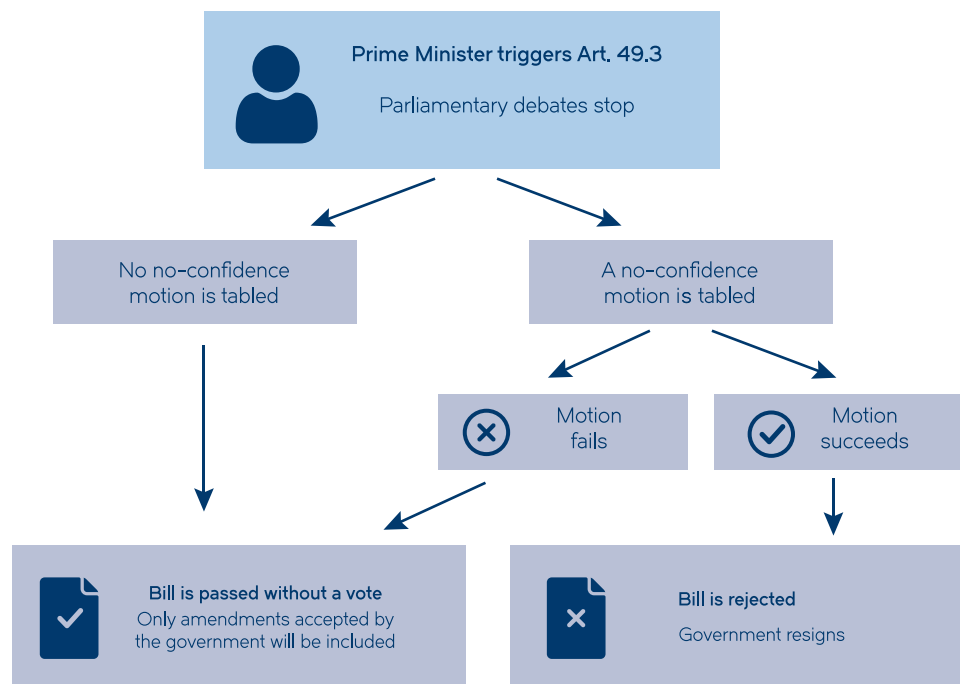 Prime Minister triggers Art. 49.3
Parliamentary debates stop
No no-confidence
motion is tabled
A no-confidence
motion is tabled
Motion
fails
Motion
succeeds
Bill is passed without a vote
Only amendments accepted by
the government will be included
Bill is rejected
Government resigns